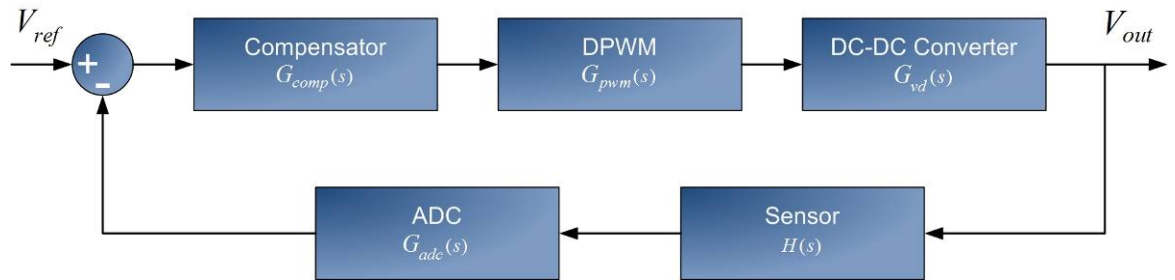 V_ref
+
-
Compensator
G_comp(s)
DPWM
G_pwm(s)
DC-DC Converter
G_vd(s)
V_out
ADC
G_adc(s)
Sensor
H(s)